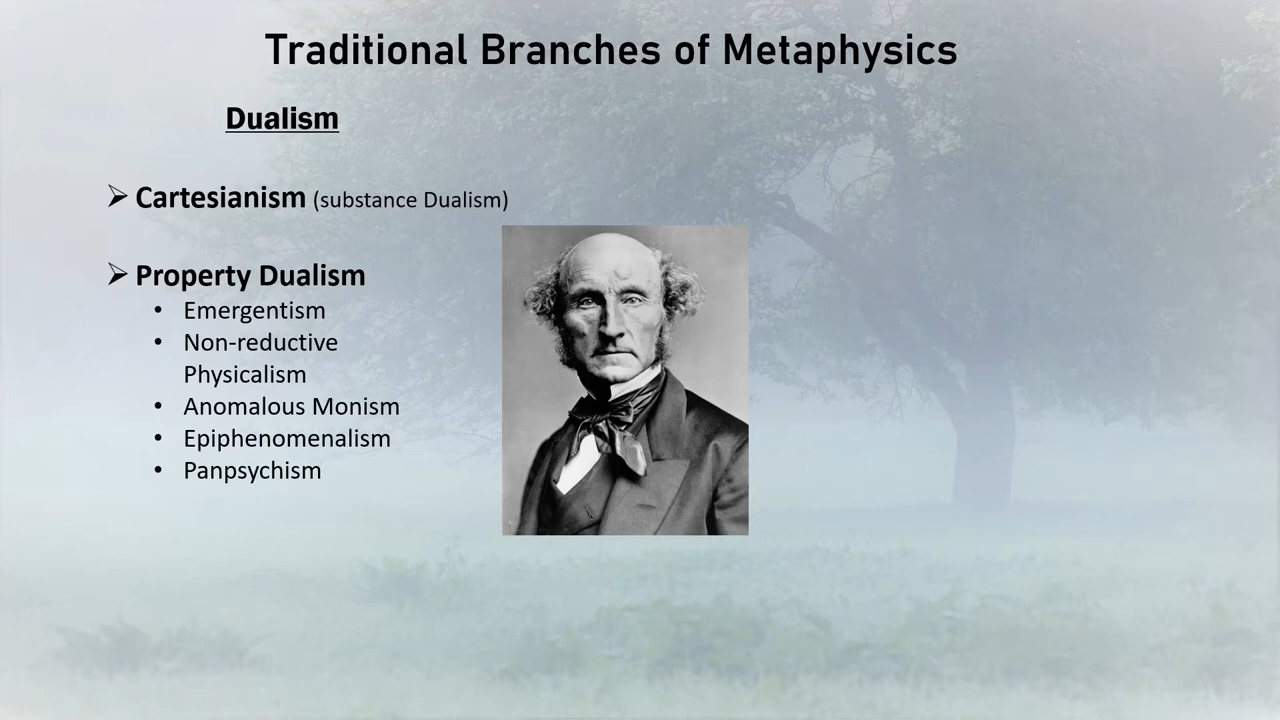 Traditional Branches of Metaphysics
Dualism
Cartesianism (substance Dualism)
Property Dualism
Emergentism
Non-reductive
Physicalism
Anomalous Monism
Epiphenomenalism
Panpsychism